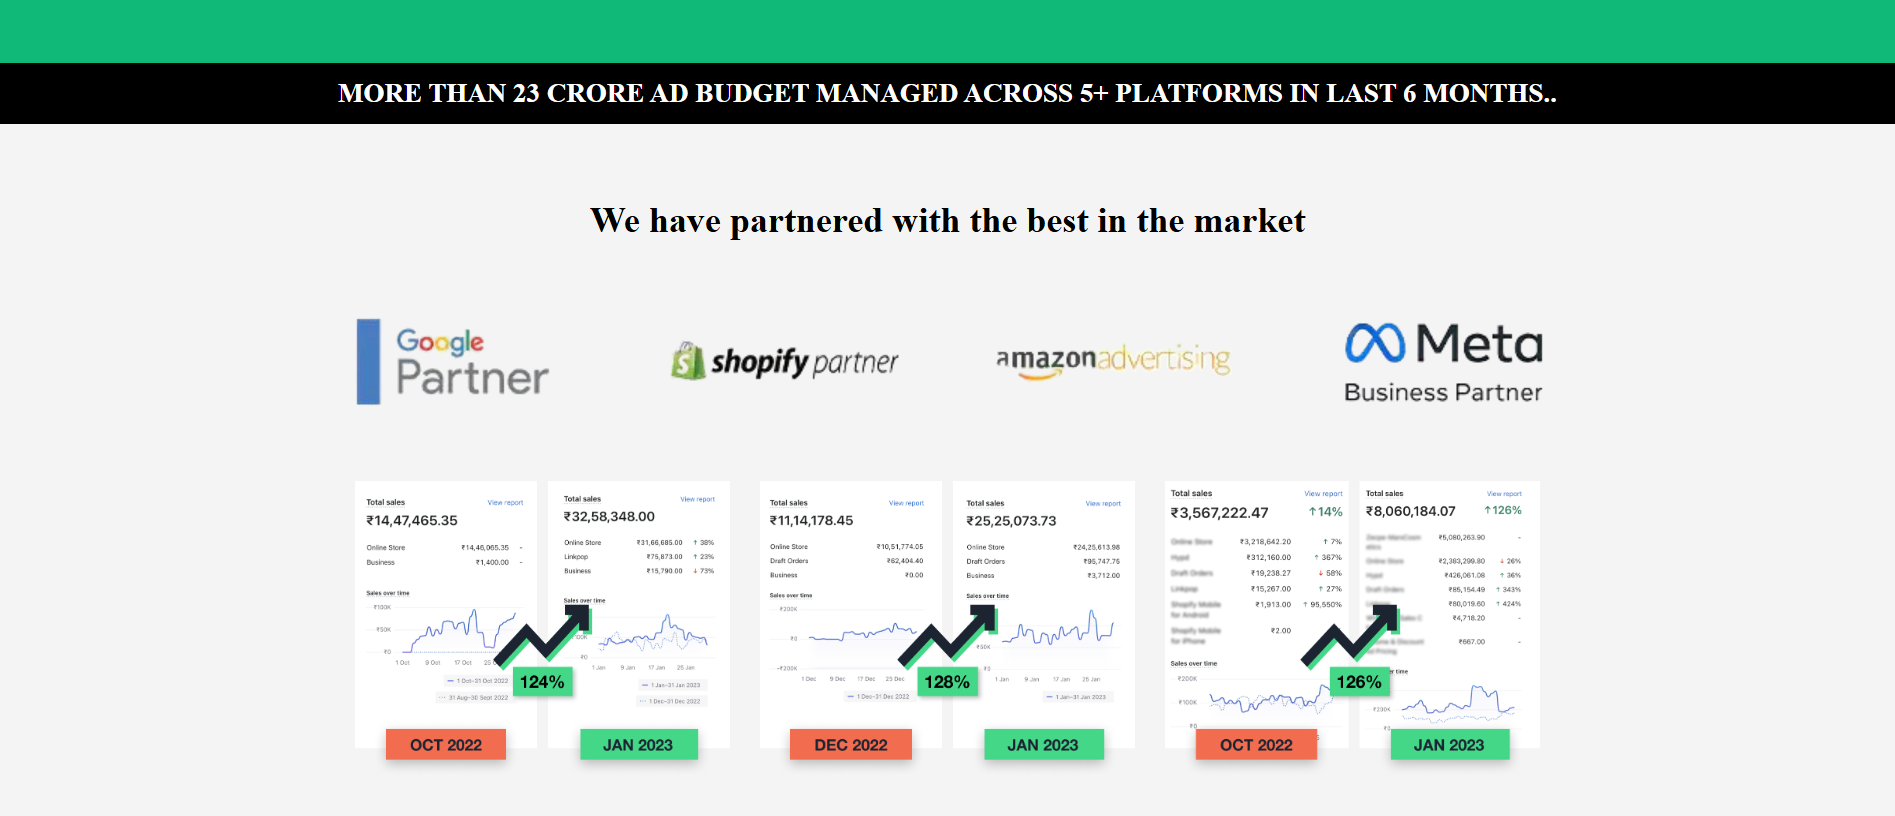 MORE THAN 23 CRORE AD BUDGET MANAGED ACROSS 5+ PLATFORMS IN LAST 6 MONTHS..
We have partnered with the best in the market
Google
Partner
shopify partner
amazonadvertising
Meta
Business Partner
Total sales View report
₹14,47,465.35
Online Store ₹14,46,065.35 -
Business ₹1,400.00 -
Sales over time
₹100K
₹50K
₹0
1 Oct 9 Oct 17 Oct
1 Oct–31 Oct 2022
31 Aug–30 Sept 2022
OCT 2022
124%
Total sales View report
₹32,58,348.00
Online Store ₹31,66,685.00 ↑ 38%
Linkpop ₹75,873.00 ↑ 23%
Business ₹15,790.00 ↓ 73%
Sales over time
₹0
1 Jan 9 Jan 17 Jan 25 Jan
1 Jan–31 Jan 2023
1 Dec–31 Dec 2022
JAN 2023
Total sales View report
₹11,14,178.45
Online Store ₹10,51,774.05
Draft Orders ₹62,404.40
Business ₹0.00
Sales over time
₹200K
₹0
−₹200K
1 Dec 9 Dec 17 Dec 25 Dec
1 Dec–31 Dec 2022
DEC 2022
128%
Total sales View report
₹25,25,073.73
Online Store ₹24,25,613.98
Draft Orders ₹95,747.75
Business ₹3,712.00
Sales over time
₹50K
₹0
1 Jan 9 Jan 17 Jan 25 Jan
1 Jan–31 Jan 2023
JAN 2023
Total sales View report
₹3,567,222.47 ↑14%
Online Store ₹3,218,642.20 ↑ 7%
₹312,160.00 ↑ 367%
Draft Orders ₹19,238.27 ↓ 58%
Linkpop ₹15,267.00 ↑ 27%
Shopify Mobile for Android ₹1,913.00 ↑ 95,550%
Shopify Mobile for iPhone ₹2.00
Sales over time
₹200K
₹100K
₹0
OCT 2022
126%
Total sales View report
₹8,060,184.07 ↑126%
₹5,080,263.90 -
Online Store ₹2,383,299.80 ↓ 26%
₹426,061.08 ↑ 36%
Draft Orders ₹85,154.49 ↑ 343%
₹80,019.60 ↑ 424%
₹4,718.20 -
₹667.00 -
₹200K
JAN 2023